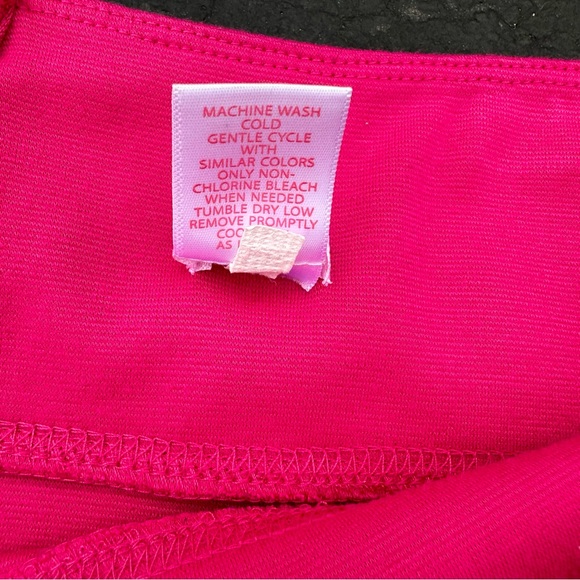 MACHINE WASH
COLD
GENTLE CYCLE
WITH
SIMILAR COLORS
ONLY NON-
CHLORINE BLEACH
WHEN NEEDED
TUMBLE DRY LOW
REMOVE PROMPTLY
AS